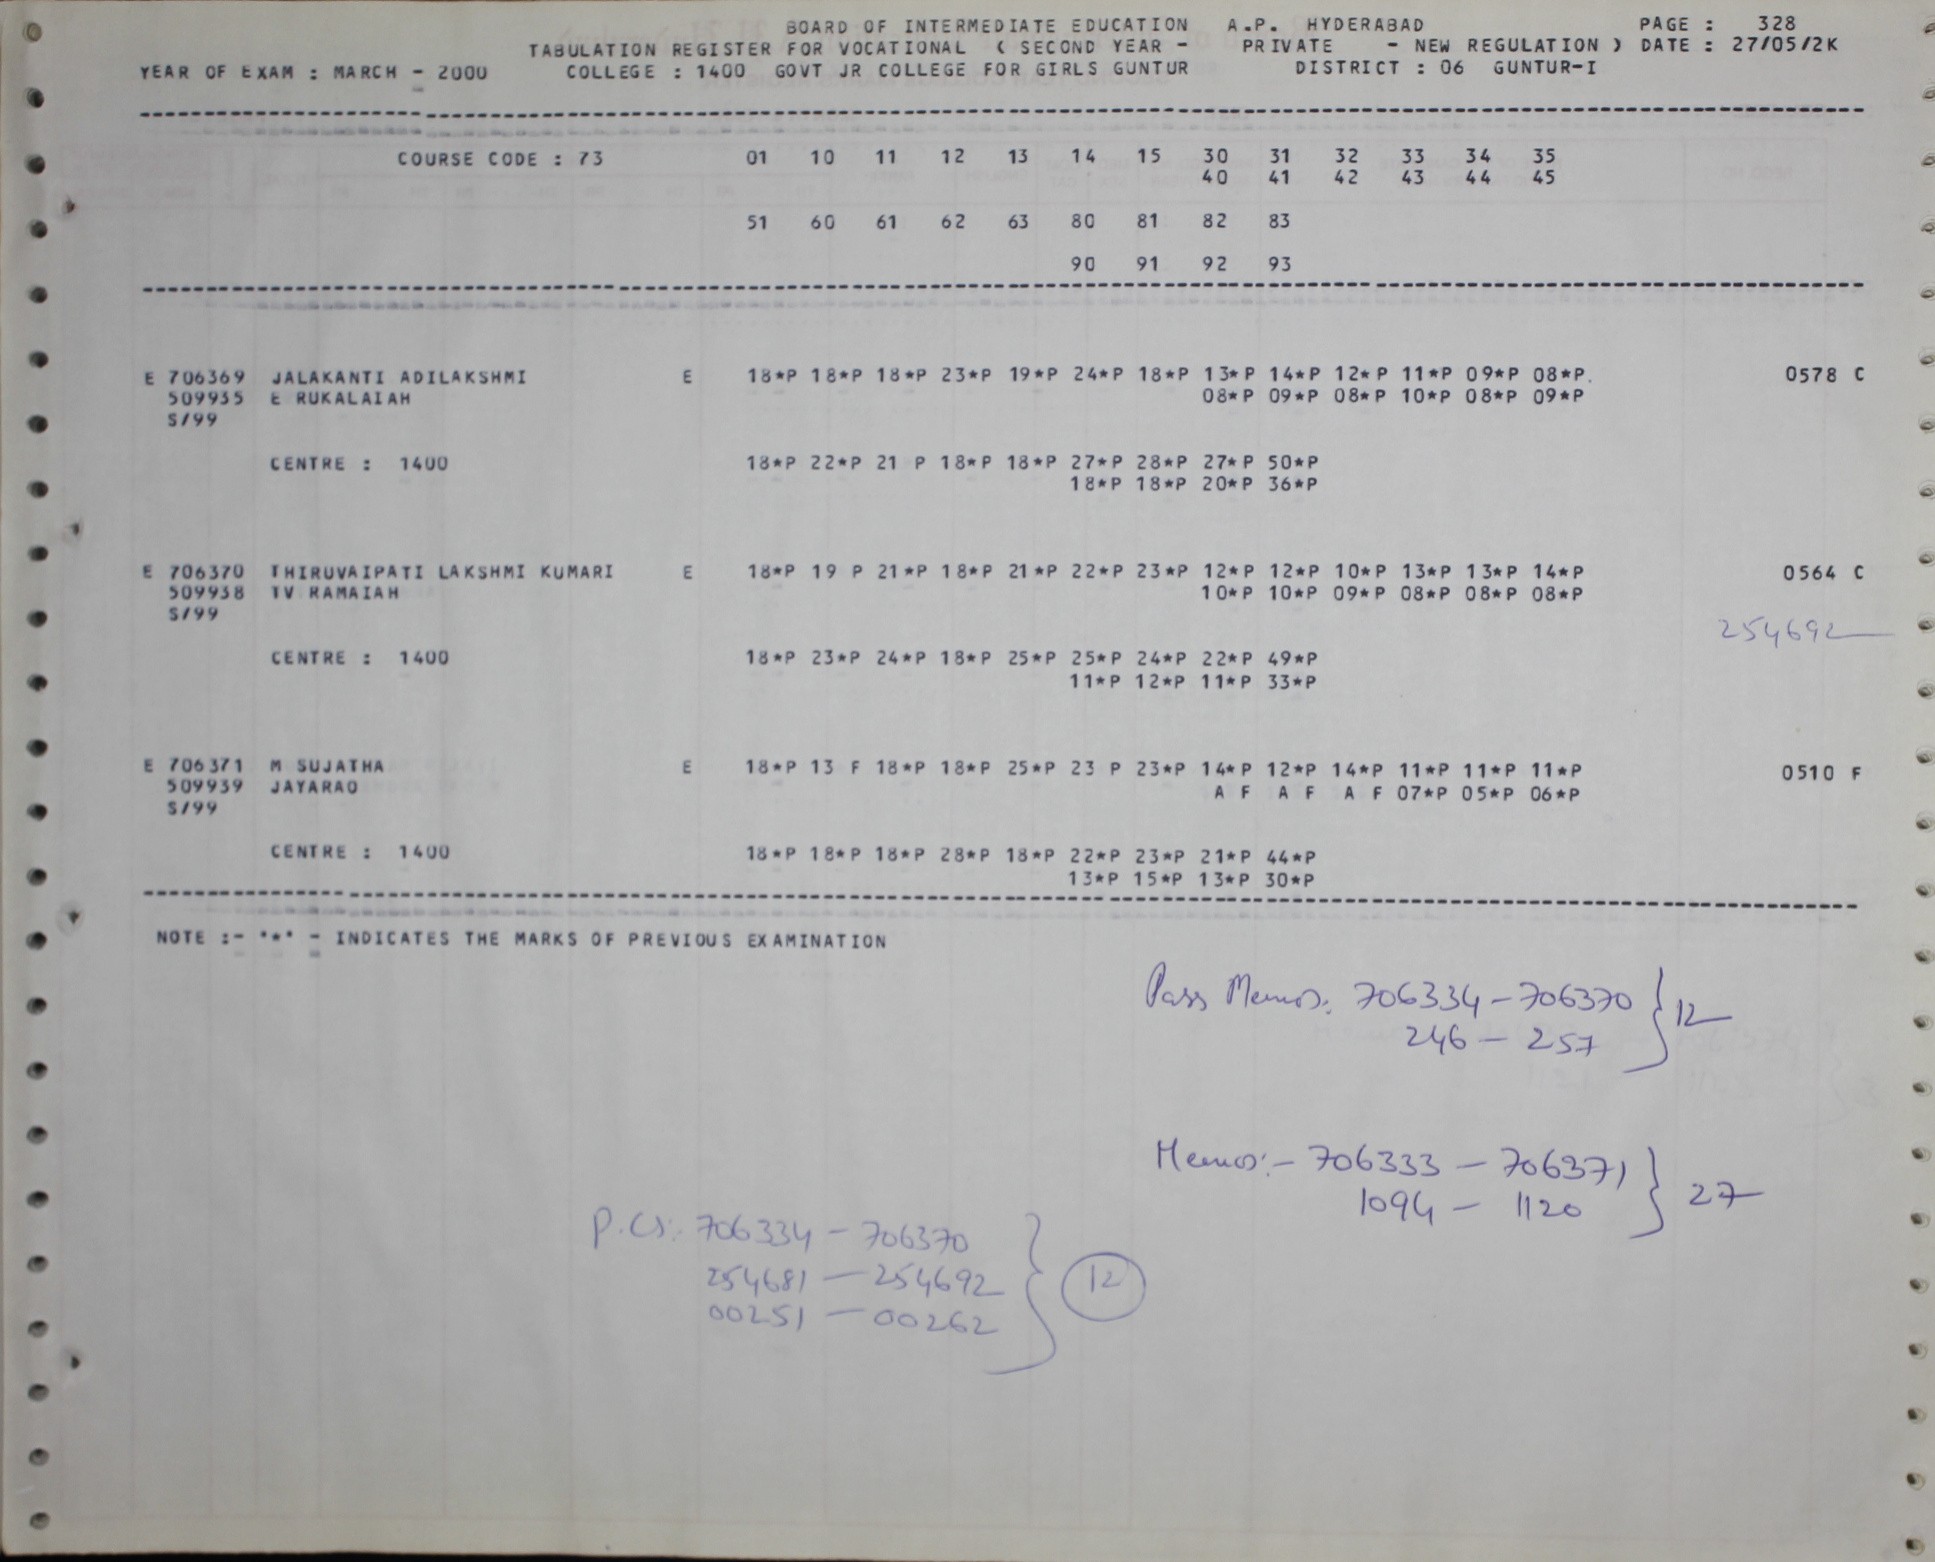 BOARD OF INTERMEDIATE EDUCATION A.P. HYDERABAD PAGE : 328
TABULATION REGISTER FOR VOCATIONAL ( SECOND YEAR - PRIVATE - NEW REGULATION ) DATE : 27/05/2K
YEAR OF EXAM : MARCH - 2000 COLLEGE : 1400 GOVT JR COLLEGE FOR GIRLS GUNTUR DISTRICT : 06 GUNTUR-I
COURSE CODE : 73 01 10 11 12 13 14 15 30 31 32 33 34 35
40 41 42 43 44 45
51 60 61 62 63 80 81 82 83
90 91 92 93
E 706369 JALAKANTI ADILAKSHMI E 18*P 18*P 18*P 23*P 19*P 24*P 18*P 13*P 14*P 12*P 11*P 09*P 08*P 0578 C
509935 E RUKALAIAH 08*P 09*P 08*P 10*P 08*P 09*P
S/99
CENTRE : 1400 18*P 22*P 21 P 18*P 18*P 27*P 28*P 27*P 50*P
18*P 18*P 20*P 36*P
E 706370 THIRUVAIPATI LAKSHMI KUMARI E 18*P 19 P 21*P 18*P 21*P 22*P 23*P 12*P 12*P 10*P 13*P 13*P 14*P 0564 C
509938 TV RAMAIAH 10*P 10*P 09*P 08*P 08*P 08*P
S/99
254692
CENTRE : 1400 18*P 23*P 24*P 18*P 25*P 25*P 24*P 22*P 49*P
11*P 12*P 11*P 33*P
E 706371 M SUJATHA E 18*P 13 F 18*P 18*P 25*P 23 P 23*P 14*P 12*P 14*P 11*P 11*P 11*P 0510 F
509939 JAYARAO A F A F A F 07*P 05*P 06*P
S/99
CENTRE : 1400 18*P 18*P 18*P 28*P 18*P 22*P 23*P 21*P 44*P
13*P 15*P 13*P 30*P
NOTE :- "*" - INDICATES THE MARKS OF PREVIOUS EXAMINATION
Pass Memos: 706334 - 706370 } 12
246 - 257
Memos:- 706333 - 706371 } 27
1094 - 1120
P.Cs: 706334 - 706370
254681 - 254692 } 12
00251 - 00262